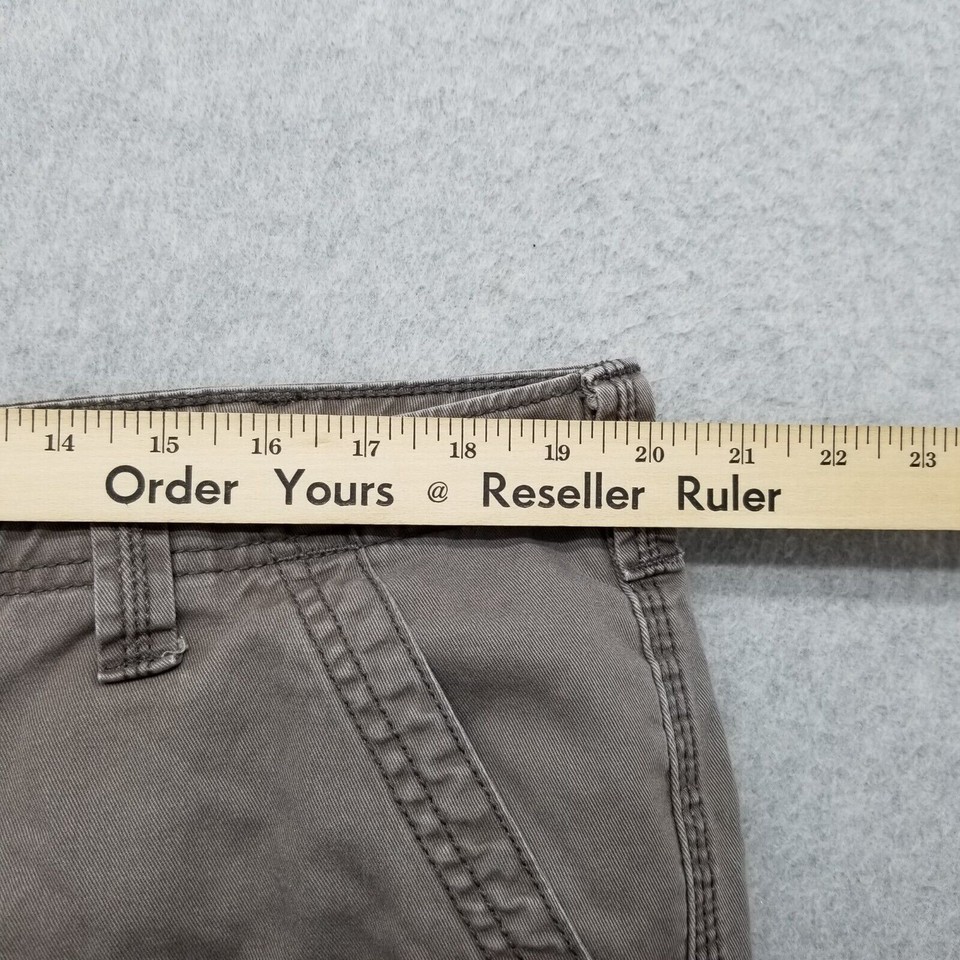 14 15 16 17 18 19 20 21 22 23
Order Yours @ Reseller Ruler